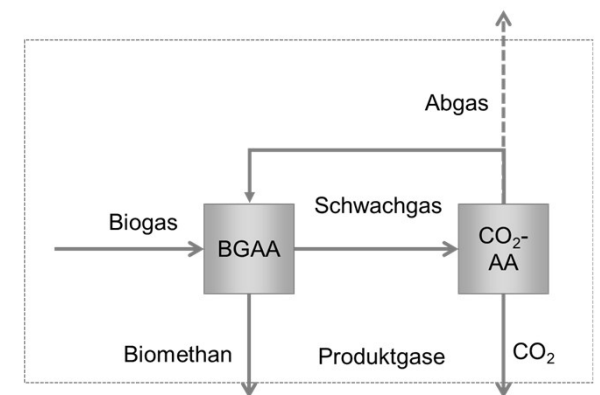 Abgas
Schwachgas
Biogas
BGAA
CO₂-
AA
Biomethan
Produktgase
CO₂